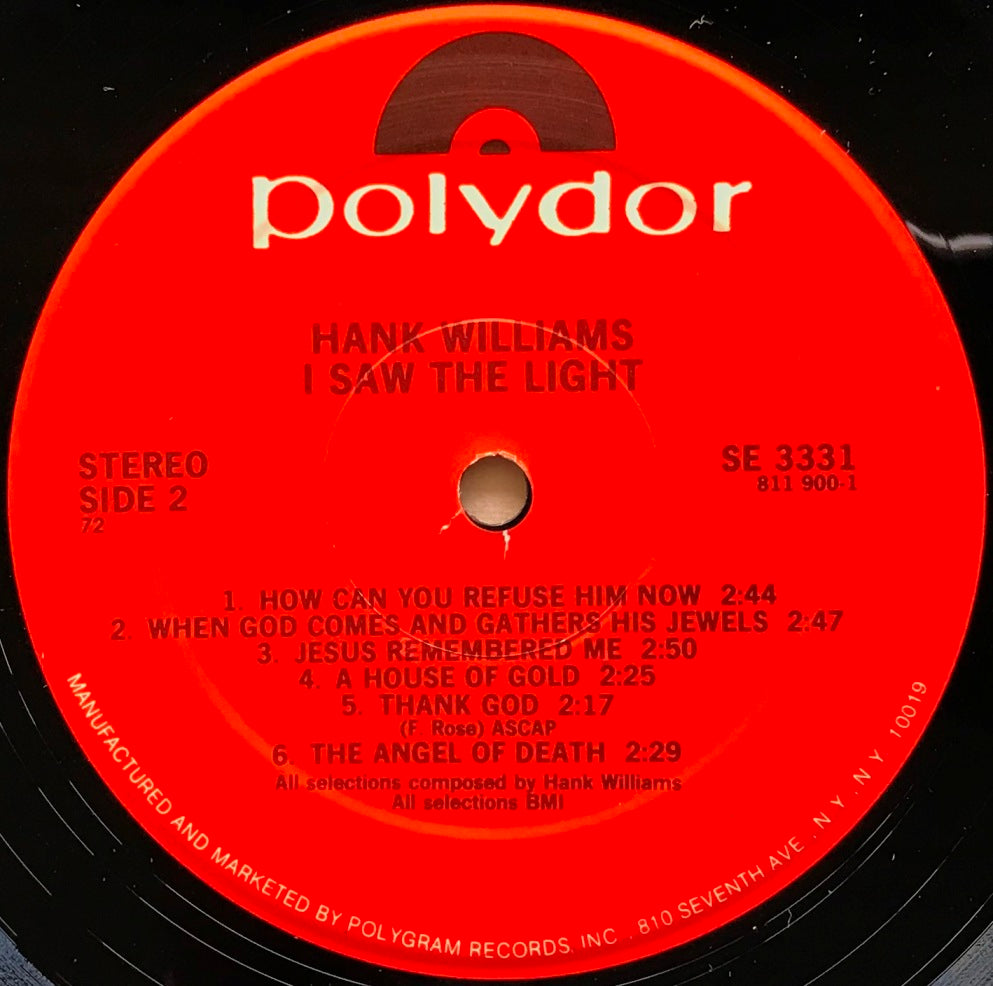 polydor
HANK WILLIAMS
I SAW THE LIGHT
STEREO
SIDE 2
72
SE 3331
811 900-1
1. HOW CAN YOU REFUSE HIM NOW 2:44
2. WHEN GOD COMES AND GATHERS HIS JEWELS 2:47
3. JESUS REMEMBERED ME 2:50
4. A HOUSE OF GOLD 2:25
5. THANK GOD 2:17
(F. Rose) ASCAP
6. THE ANGEL OF DEATH 2:29
All selections composed by Hank Williams
All selections BMI
MANUFACTURED AND MARKETED BY POLYGRAM RECORDS, INC . 810 SEVENTH AVE . N Y . N Y 10019